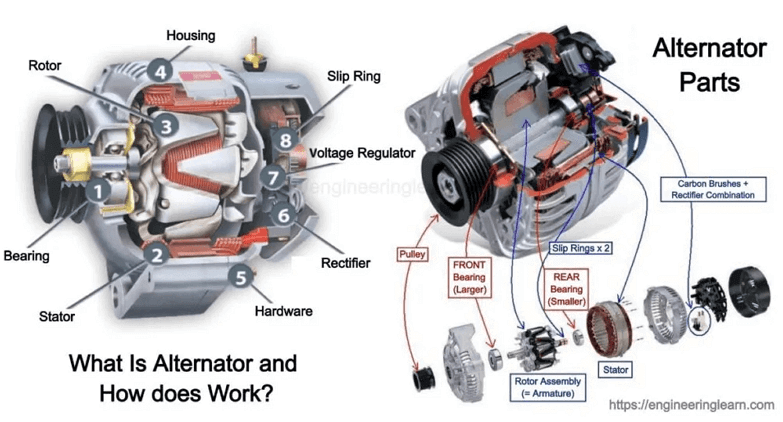 Housing
Rotor
Slip Ring
Voltage Regulator
Rectifier
Hardware
Stator
Bearing
4
3
8
7
1
6
2
5
What Is Alternator and
How does Work?
Alternator
Parts
engineeringlearn
Carbon Brushes +
Rectifier Combination
Slip Rings x 2
Pulley
FRONT
Bearing
(Larger)
REAR
Bearing
(Smaller)
Rotor Assembly
(= Armature)
Stator
https://engineeringlearn.com